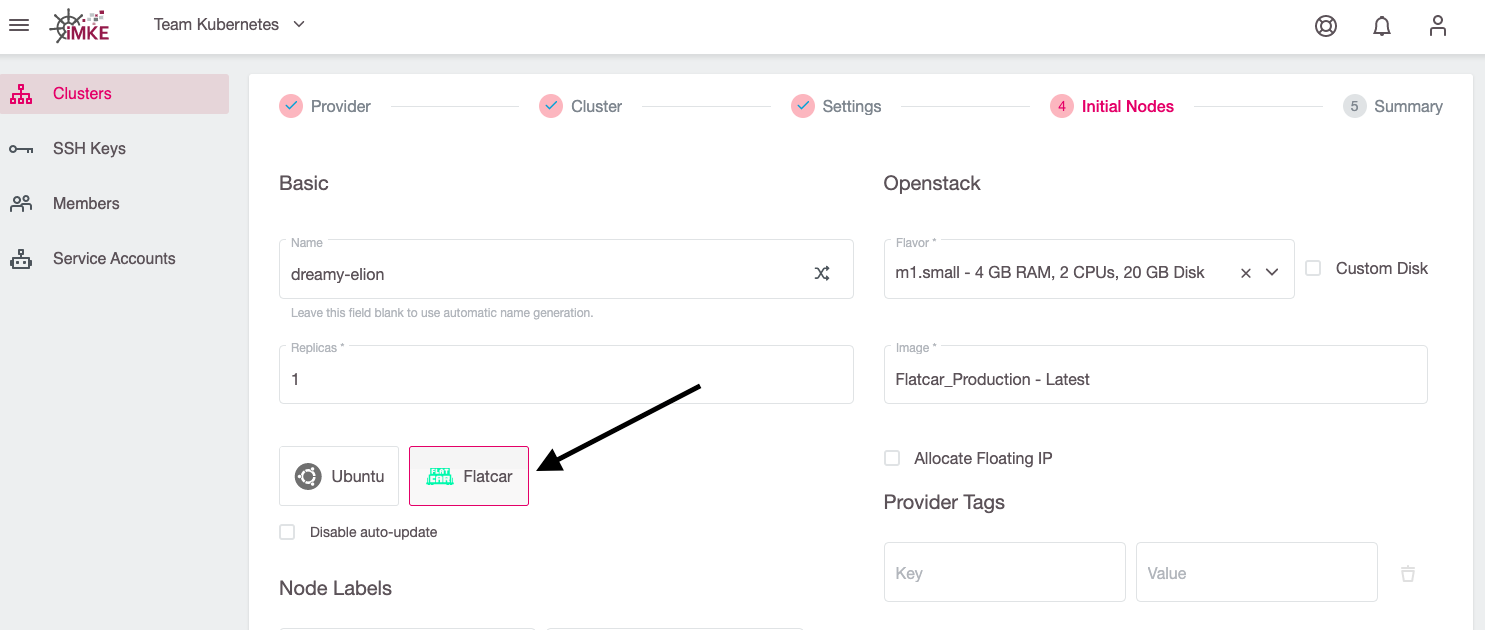 iMKE
Team Kubernetes
Clusters
SSH Keys
Members
Service Accounts
Provider
Cluster
Settings
4 Initial Nodes
5 Summary
Basic
Name
dreamy-elion
Leave this field blank to use automatic name generation.
Replicas *
1
Ubuntu
FLAT CAR
Flatcar
Disable auto-update
Node Labels
Openstack
Flavor *
m1.small - 4 GB RAM, 2 CPUs, 20 GB Disk
Custom Disk
Image *
Flatcar_Production - Latest
Allocate Floating IP
Provider Tags
Key
Value